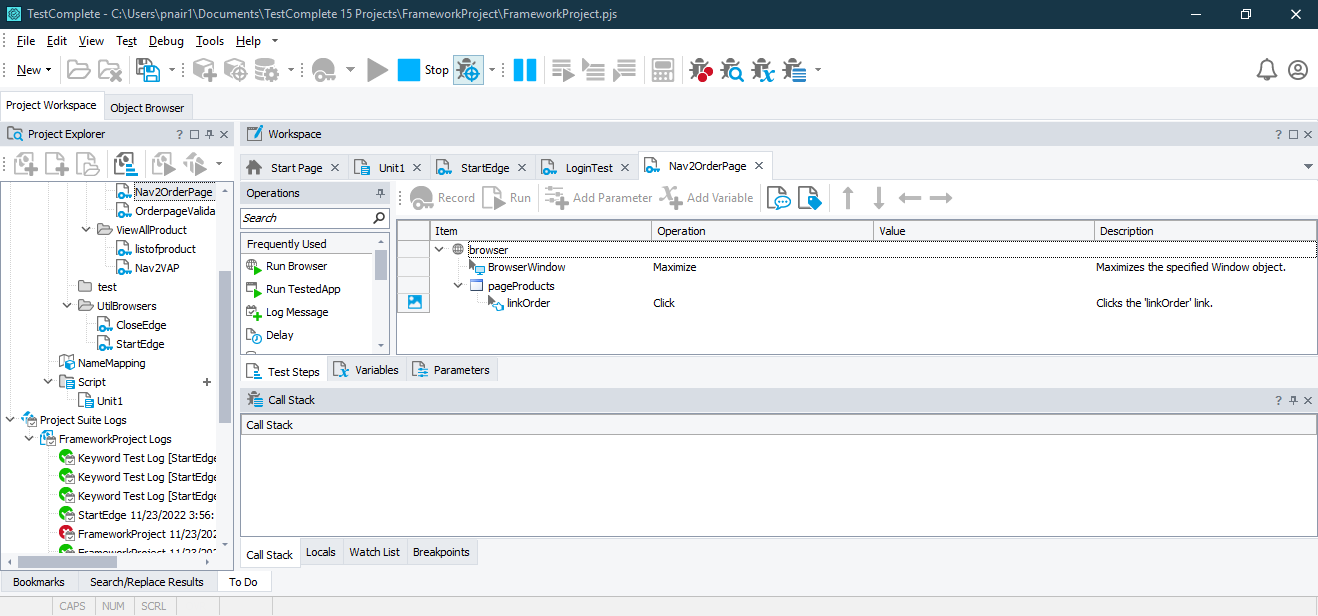 TestComplete - C:\Users\pnair1\Documents\TestComplete 15 Projects\FrameworkProject\FrameworkProject.pjs
File Edit View Test Debug Tools Help
New Stop
Project Workspace Object Browser
Project Explorer ?
Workspace ?
Start Page Unit1 StartEdge LoginTest Nav2OrderPage
Operations
Record Run Add Parameter Add Variable
Search
Frequently Used
Run Browser
Run TestedApp
Log Message
Delay
Item Operation Value Description
browser
BrowserWindow Maximize Maximizes the specified Window object.
pageProducts
linkOrder Click Clicks the 'linkOrder' link.
Nav2OrderPage
OrderpageValida
ViewAllProduct
listofproduct
Nav2VAP
test
UtilBrowsers
CloseEdge
StartEdge
NameMapping
Script
Unit1
Project Suite Logs
FrameworkProject Logs
Keyword Test Log [StartEdge
Keyword Test Log [StartEdge
Keyword Test Log [StartEdge
StartEdge 11/23/2022 3:56:
FrameworkProject 11/23/202
FrameworkProject 11/23/202
Test Steps Variables Parameters
Call Stack ?
Call Stack
Call Stack Locals Watch List Breakpoints
Bookmarks Search/Replace Results To Do
CAPS NUM SCRL